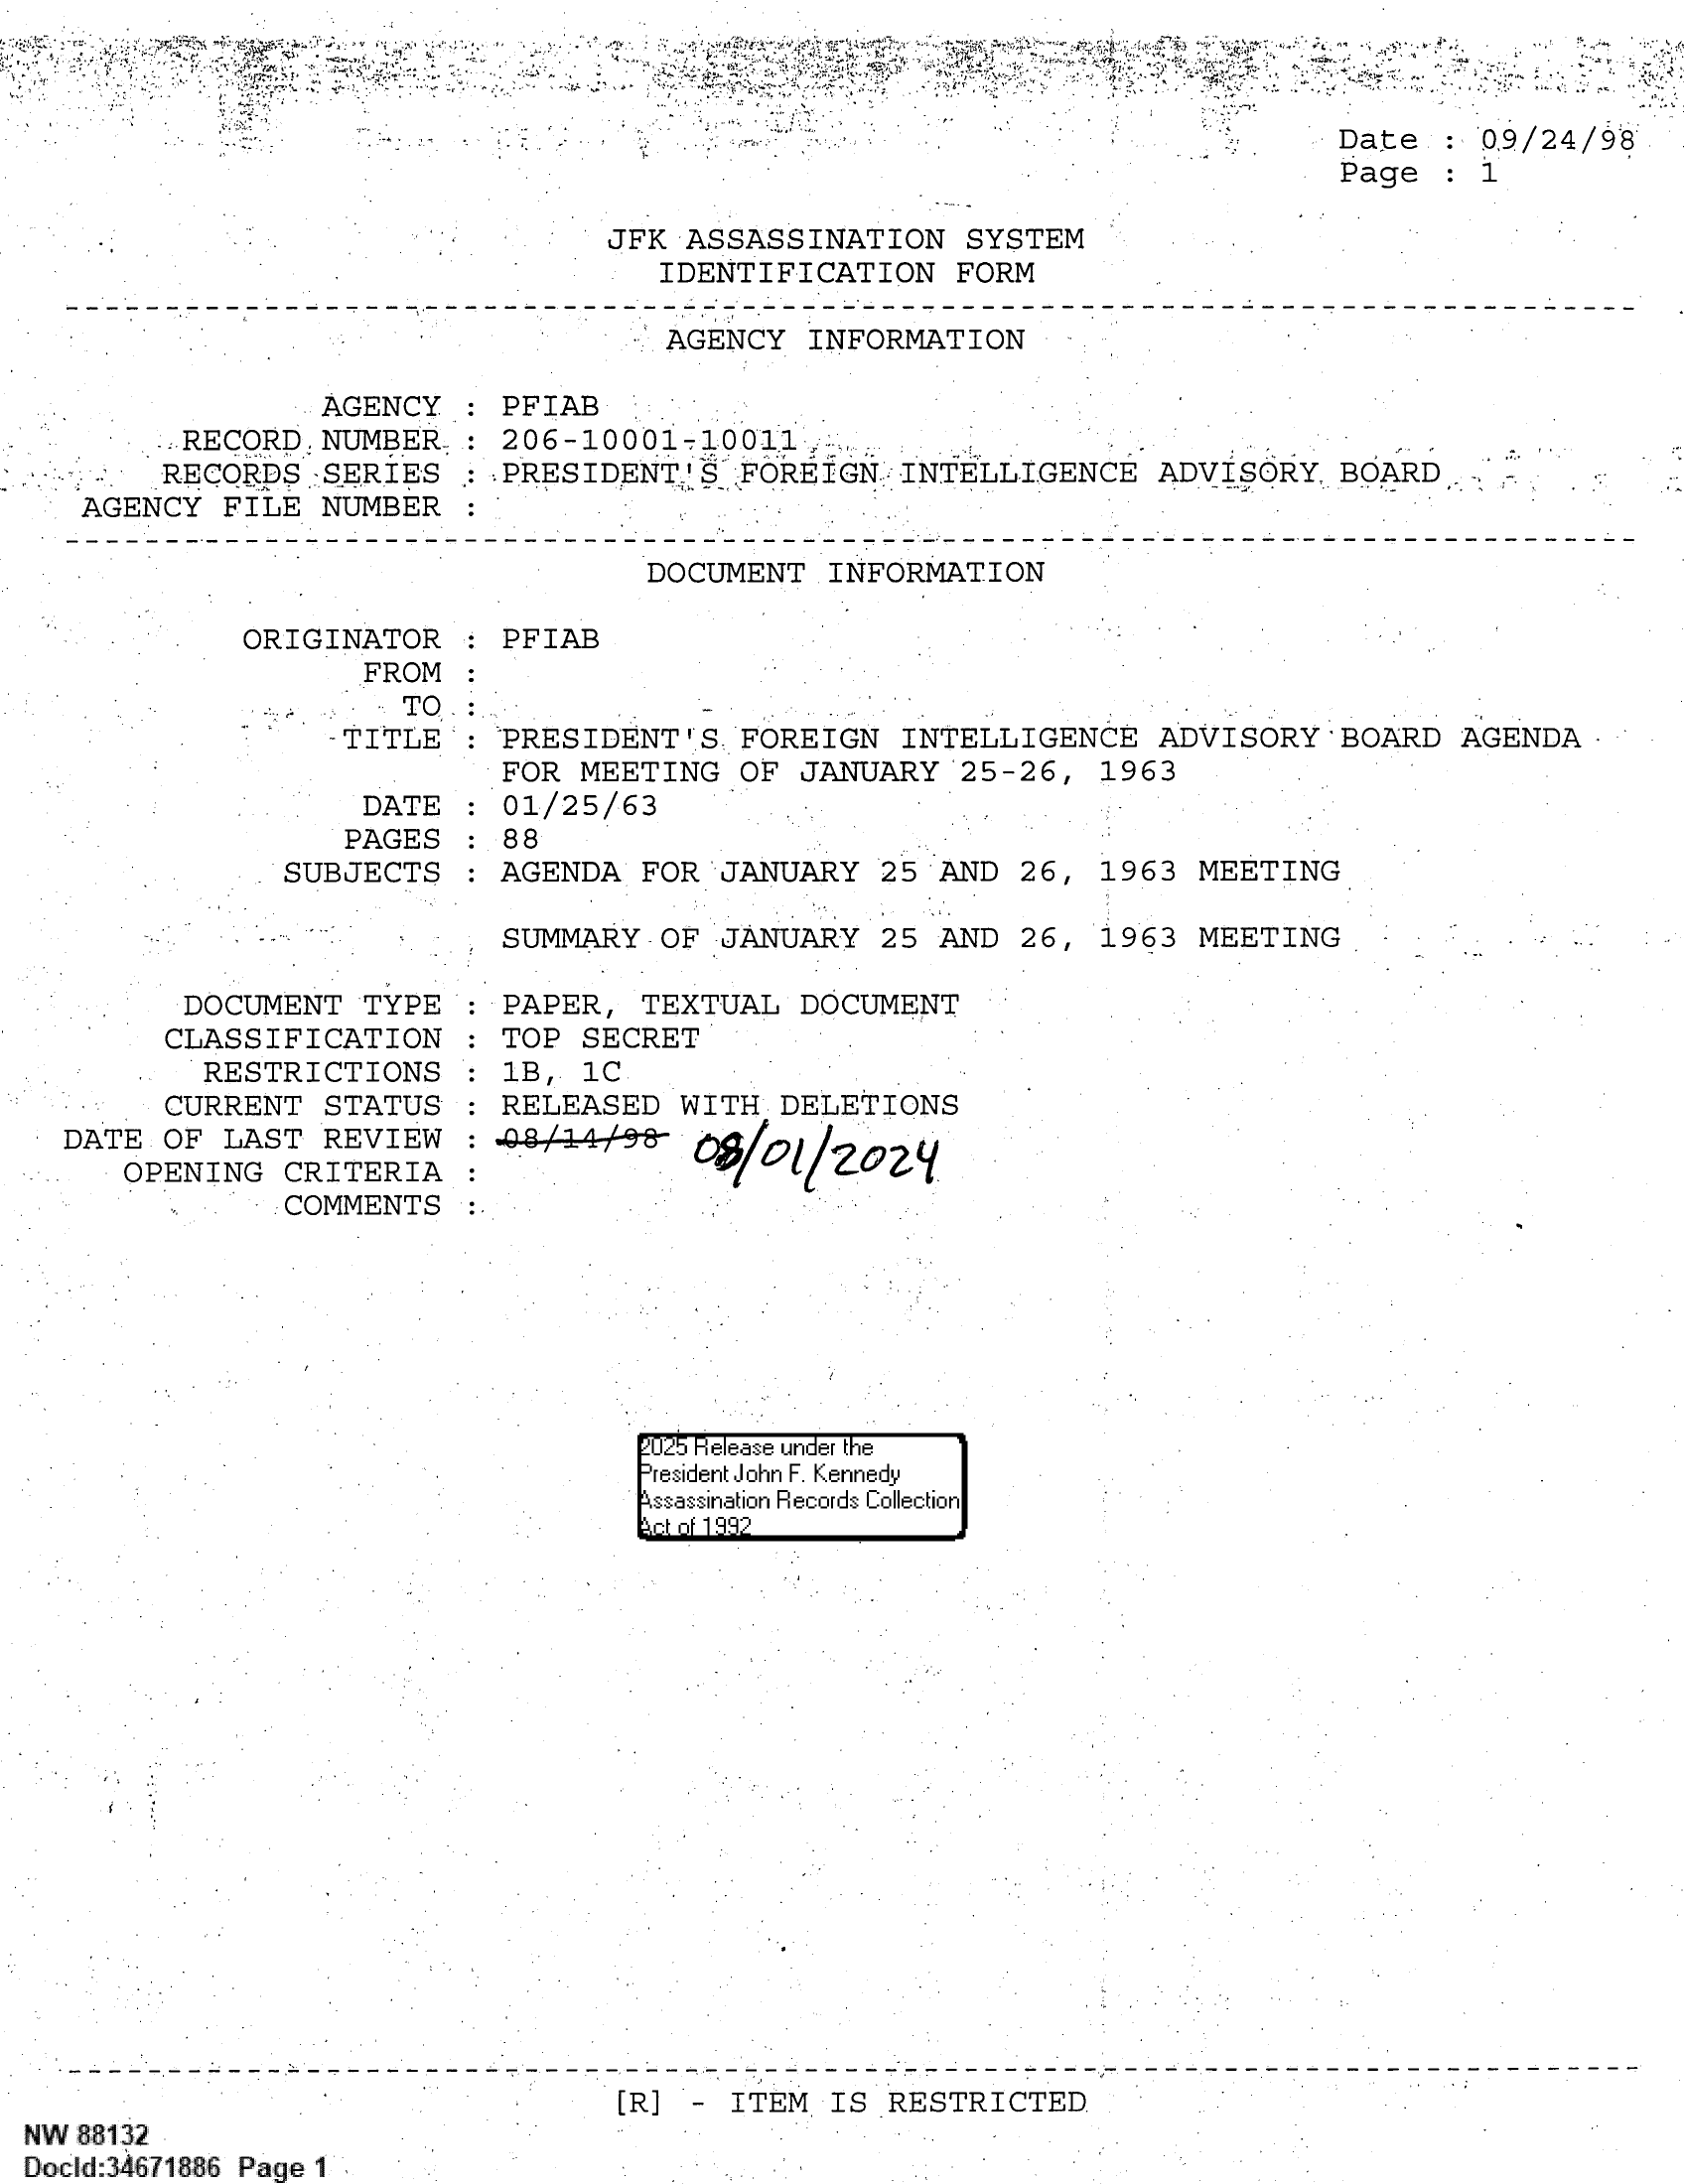 Date : 09/24/98
Page : 1
JFK ASSASSINATION SYSTEM
IDENTIFICATION FORM
AGENCY INFORMATION
AGENCY : PFIAB
RECORD NUMBER : 206-10001-10011
RECORDS SERIES : PRESIDENT'S FOREIGN INTELLIGENCE ADVISORY BOARD
AGENCY FILE NUMBER :
DOCUMENT INFORMATION
ORIGINATOR : PFIAB
FROM :
TO :
TITLE : PRESIDENT'S FOREIGN INTELLIGENCE ADVISORY BOARD AGENDA
FOR MEETING OF JANUARY 25-26, 1963
DATE : 01/25/63
PAGES : 88
SUBJECTS : AGENDA FOR JANUARY 25 AND 26, 1963 MEETING
SUMMARY OF JANUARY 25 AND 26, 1963 MEETING
DOCUMENT TYPE : PAPER, TEXTUAL DOCUMENT
CLASSIFICATION : TOP SECRET
RESTRICTIONS : 1B, 1C
CURRENT STATUS : RELEASED WITH DELETIONS
DATE OF LAST REVIEW : 08/14/98 08/01/2024
OPENING CRITERIA :
COMMENTS :
2025 Release under the
President John F. Kennedy
Assassination Records Collection
Act of 1992
[R] - ITEM IS RESTRICTED
NW 88132
DocId:34671886 Page 1